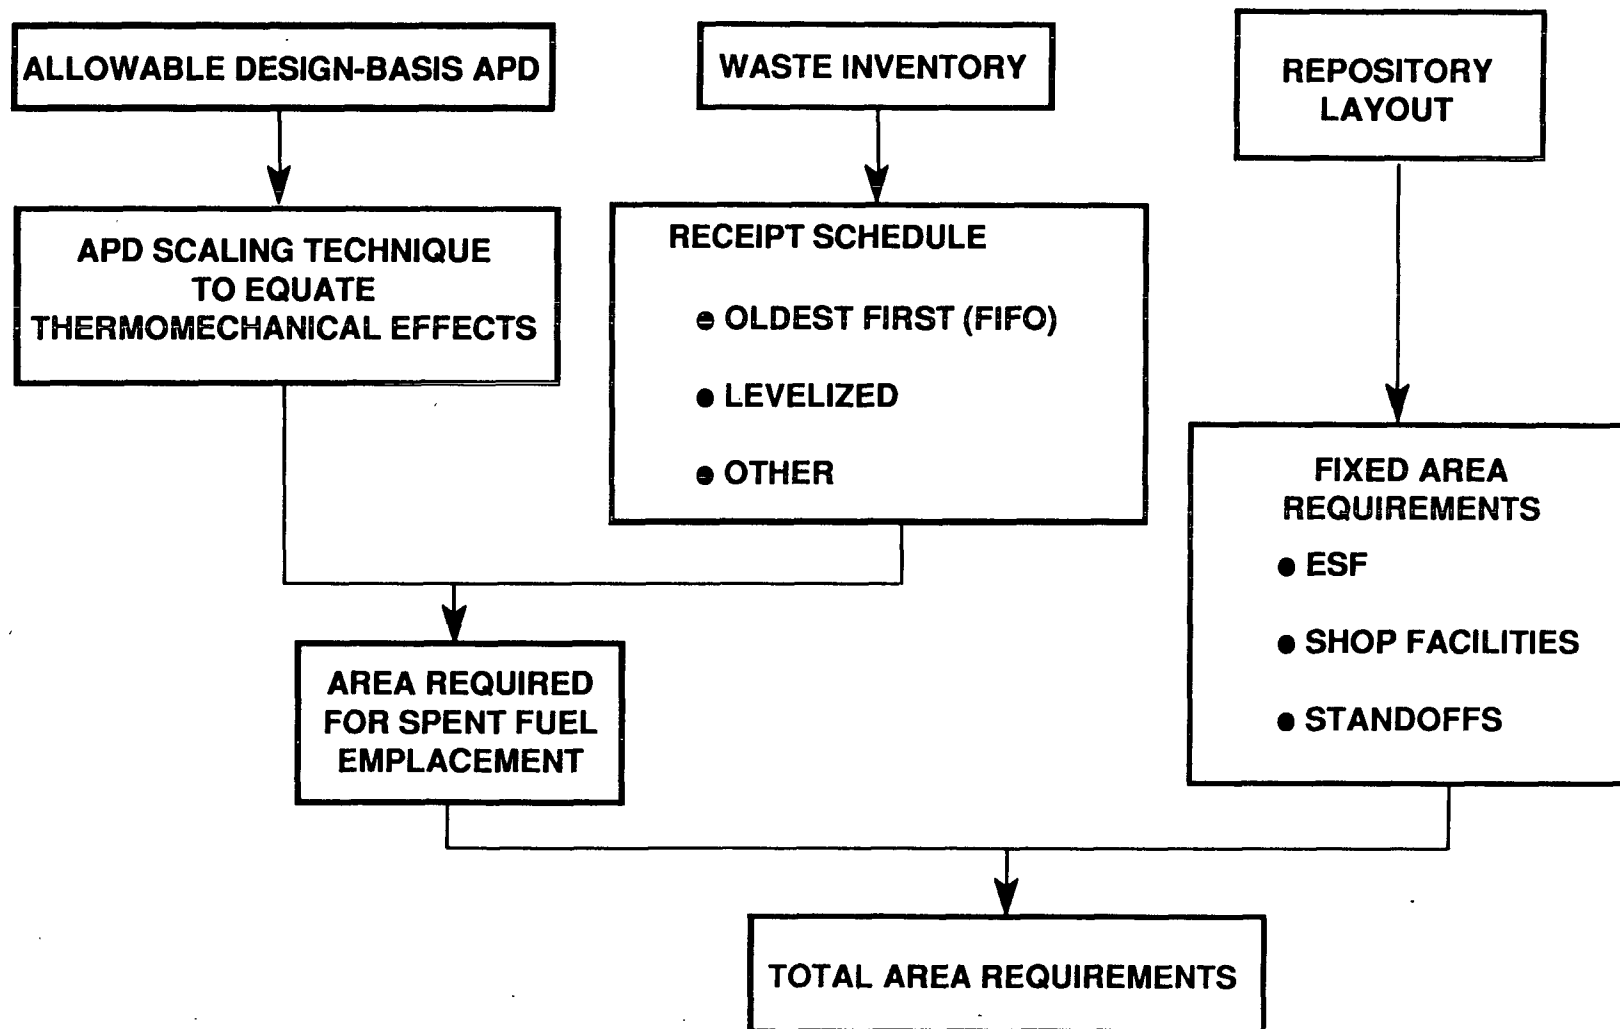 ALLOWABLE DESIGN-BASIS APD
WASTE INVENTORY
REPOSITORY
LAYOUT
APD SCALING TECHNIQUE
TO EQUATE
THERMOMECHANICAL EFFECTS
RECEIPT SCHEDULE
● OLDEST FIRST (FIFO)
● LEVELIZED
● OTHER
FIXED AREA
REQUIREMENTS
● ESF
● SHOP FACILITIES
● STANDOFFS
AREA REQUIRED
FOR SPENT FUEL
EMPLACEMENT
TOTAL AREA REQUIREMENTS